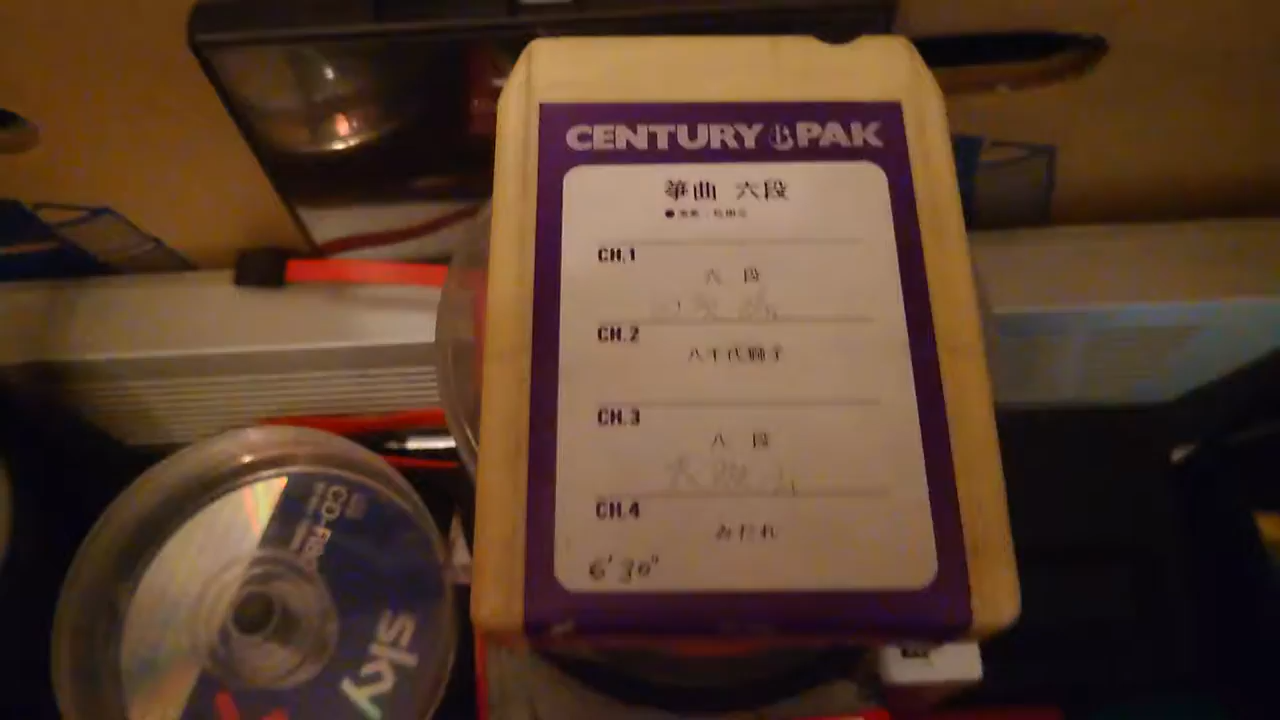 CENTURY 8 PAK
箏曲 六段
CH.1
六 段
CH.2
八千代獅子
CH.3
八 段
CH.4
みだれ
6'30"
sky